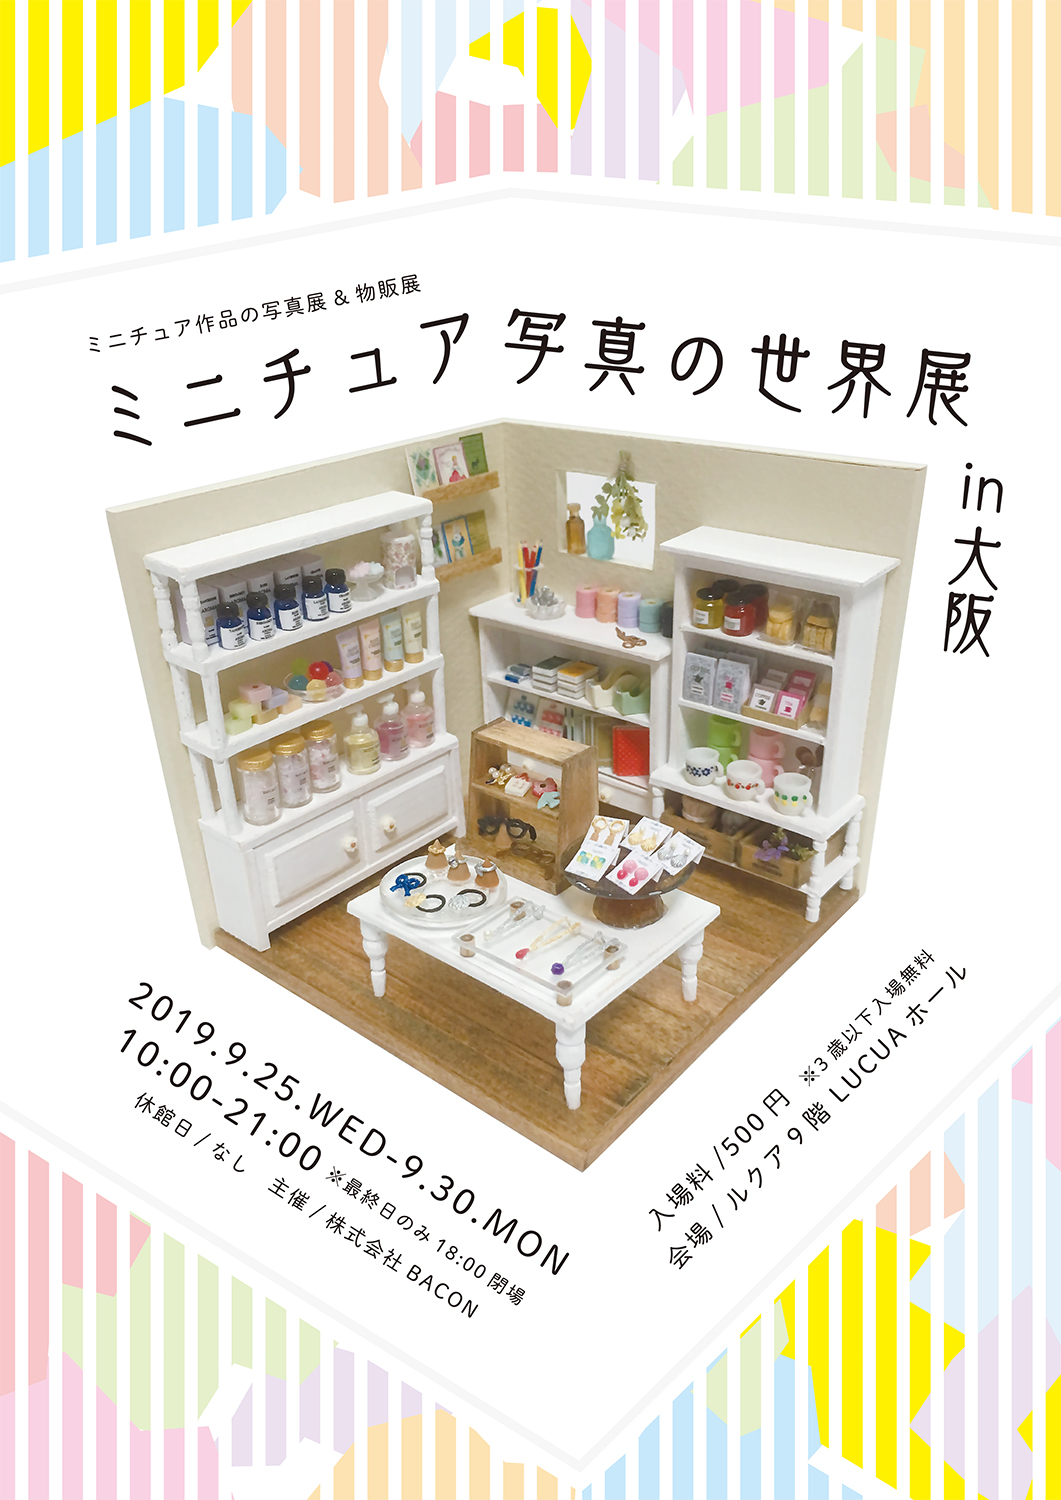 ミニチュア作品の写真展 & 物販展
ミニチュア写真の世界展
in大阪
2019.9.25.WED-9.30.MON
10:00-21:00 ※最終日のみ 18:00 閉場
休館日 / なし 主催 / 株式会社 BACON
入場料 /500 円 ※3 歳以下入場無料
会場 / ルクア 9 階 LUCUA ホール